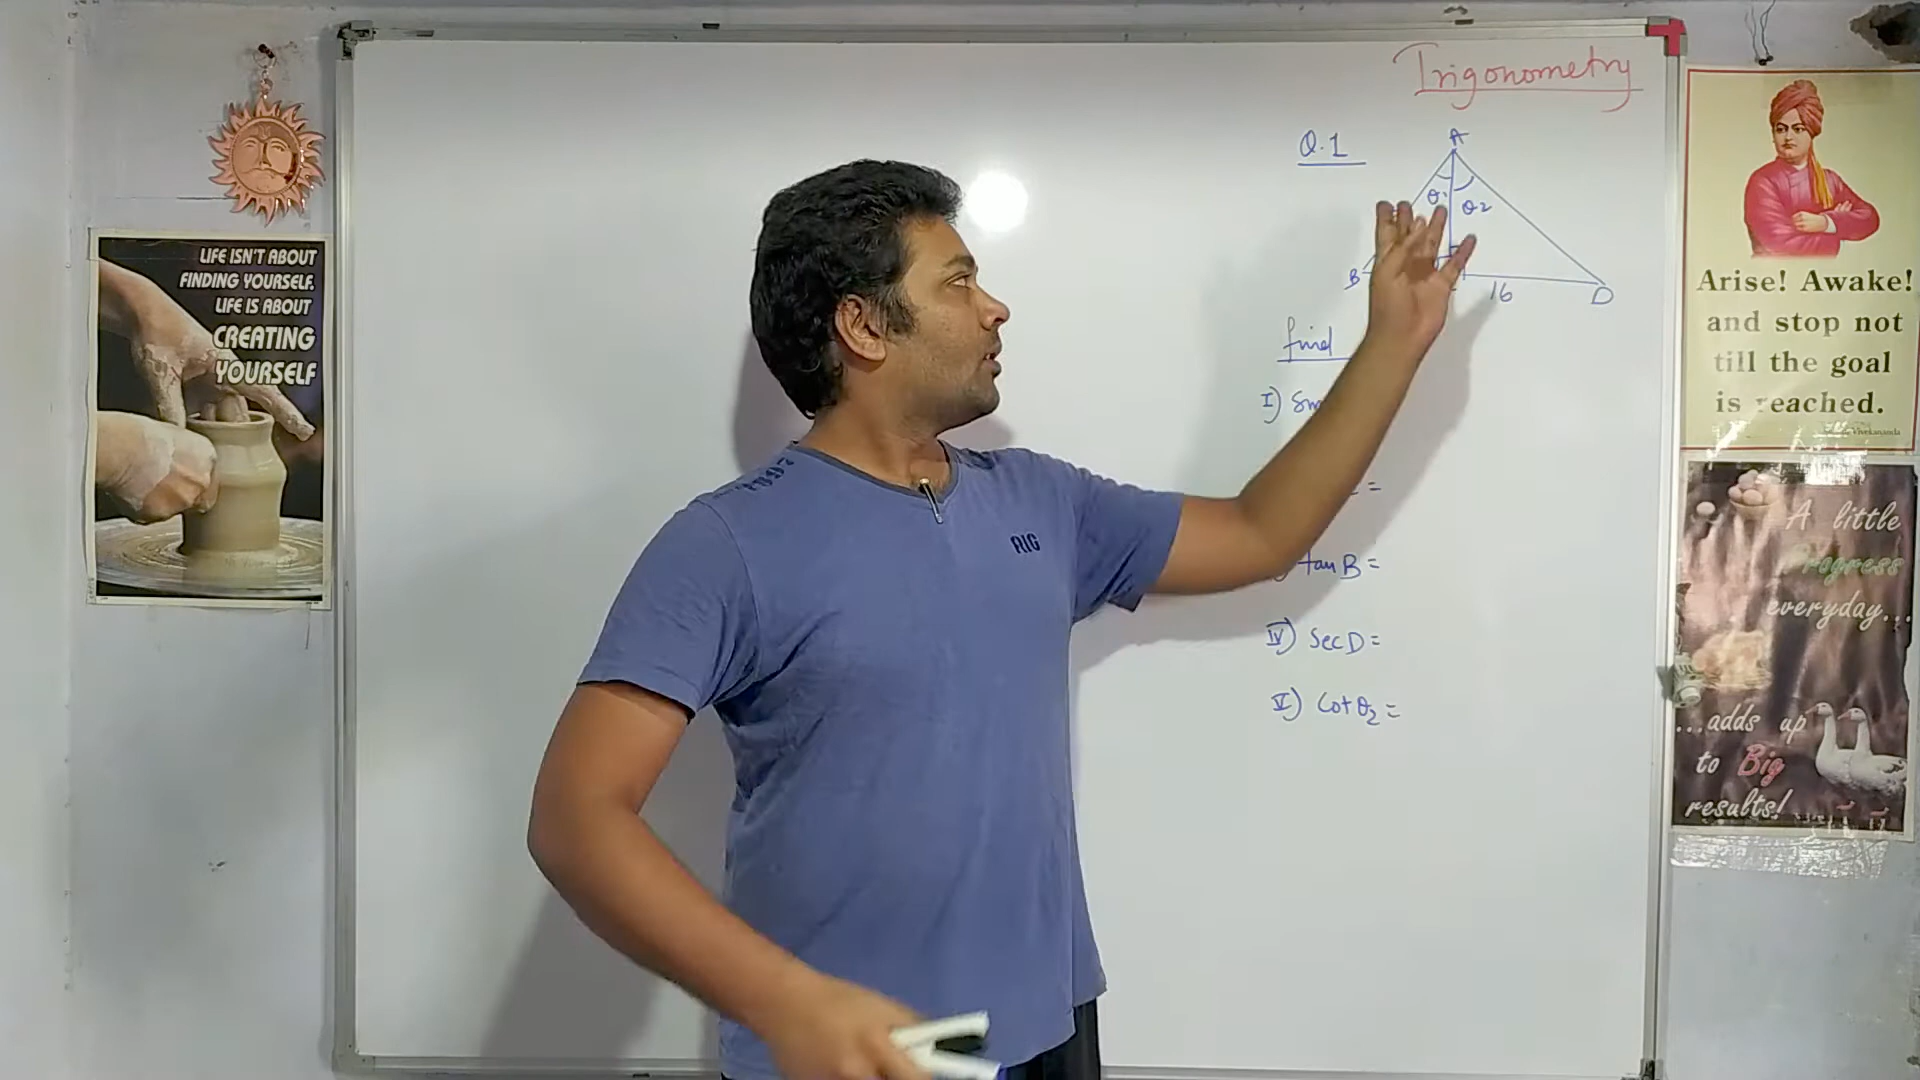 LIFE ISN'T ABOUT
FINDING YOURSELF.
LIFE IS ABOUT
CREATING
YOURSELF
Trigonometry
Q.1
A
θ1
θ2
B
16
D
find
I)
=
tan B =
IV) Sec D =
V) Cot θ2 =
RIG
Arise! Awake!
and stop not
till the goal
is reached.
Vivekananda
A little
Progress
everyday...
...adds up
to Big
results!